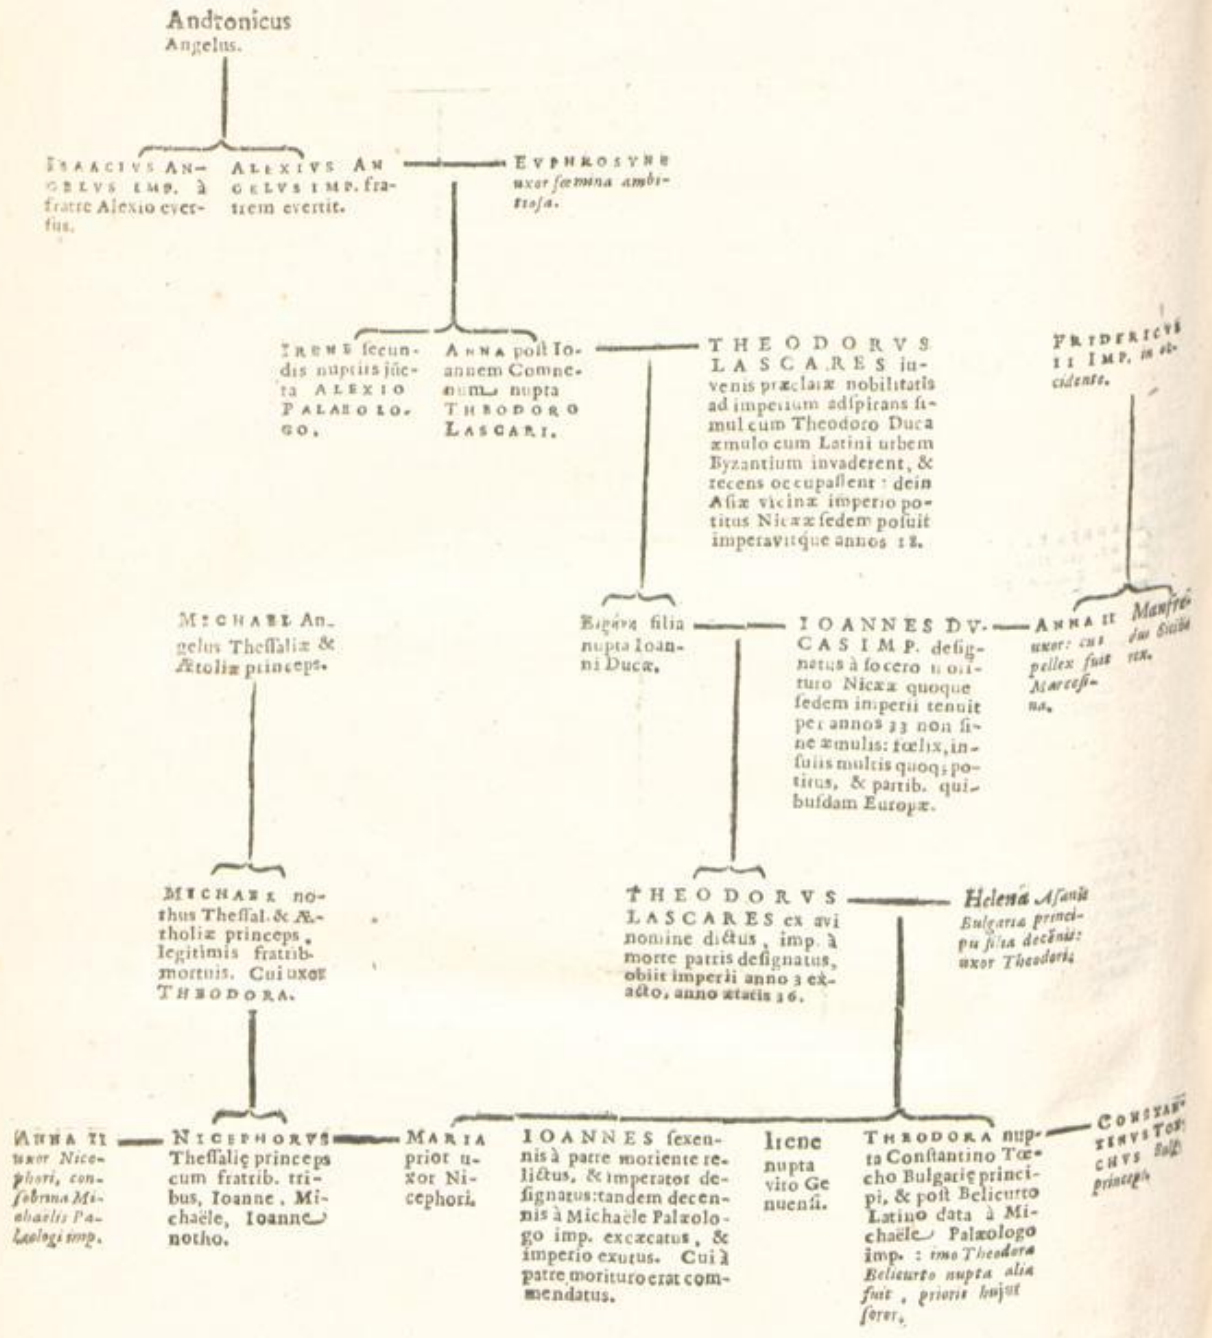 Andronicus
Angelus.
ISAACIVS AN-
GELVS IMP. à
fratre Alexio ever-
sus.
ALEXIVS AN
GELVS IMP. fra-
trem evertit.
EVPHROSYNE
uxor fœmina ambi-
tiosa.
IRENE secun-
dis nuptiis jũc-
ta ALEXIO
PALAEOLO-
GO.
ANNA post Io-
annem Comne-
num nupta
THEODORO
LASCARI.
THEODORVS
LASCARES iu-
venis præclaræ nobilitatis
ad imperium adspirans si-
mul cum Theodoro Duca
æmulo cum Latini urbem
Byzantium invaderent, &
recens occupassent : dein
Asiæ vicinæ imperio po-
titus Nicææ sedem posuit
imperavitque annos 18.
FRIDERICVS
II IMP. in oc-
cidente.
MICHAEL An-
gelus Thessaliæ &
Ætoliæ princeps.
Εἰρήνη filia
nupta Ioan-
ni Ducæ.
IOANNES DV-
CAS IMP. desig-
natus à socero mori-
turo Nicææ quoque
sedem imperii tenuit
per annos 33 non si-
ne æmulis: fœlix, in-
sulis multis quoq; po-
titus, & partib. qui-
busdam Europæ.
ANNA II
uxor: cui
pellex fuit
Marcesi-
na.
Manfre-
dus Siciliæ
rex.
MICHAEL no-
thus Thessal. & Æ-
tholiæ princeps,
legitimis fratrib.
mortuis. Cui uxor
THEODORA.
THEODORVS
LASCARES ex avi
nomine dictus, imp. à
morte patris designatus,
obiit imperii anno 3 ex-
acto, anno ætatis 36.
Helena Asanis
Bulgariæ princi-
pis filia decẽnis:
uxor Theodori.
ANNA II
uxor Nice-
phori, con-
sobrina Mi-
chaelis Pa-
læologi imp.
NICEPHORVS
Thessalię princeps
cum fratrib. tri-
bus, Ioanne, Mi-
chaële, Ioanne
notho.
MARIA
prior u-
xor Ni-
cephori.
IOANNES sexen-
nis à patre moriente re-
lictus, & imperator de-
signatus: tandem decen-
nis à Michaële Palæolo-
go imp. excæcatus, &
imperio exutus. Cui à
patre morituro erat com-
mendatus.
Irene
nupta
viro Ge
nuensi.
THEODORA nup-
ta Constantino Tœ-
cho Bulgarię princi-
pi, & post Belicurto
Latino data à Mi-
chaële Palæologo
imp. : imo Theodora
Belicurto nupta alia
fuit, prioris hujus
soror.
CONSTAN-
TINVS TOE-
CHVS Bulg.
princeps.